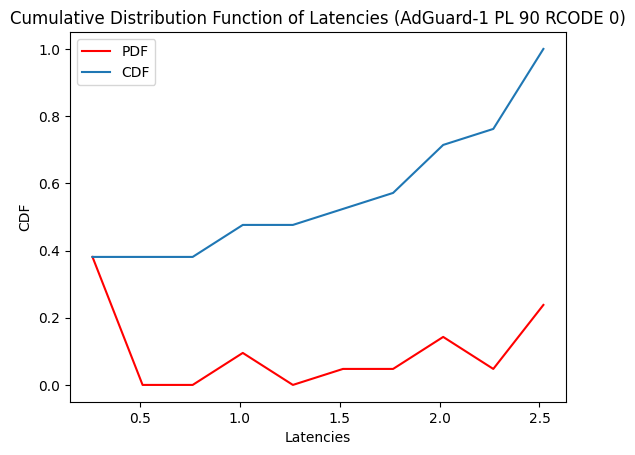 Cumulative Distribution Function of Latencies (AdGuard-1 PL 90 RCODE 0)
PDF
CDF
CDF
1.0
0.8
0.6
0.4
0.2
0.0
0.5
1.0
1.5
2.0
2.5
Latencies